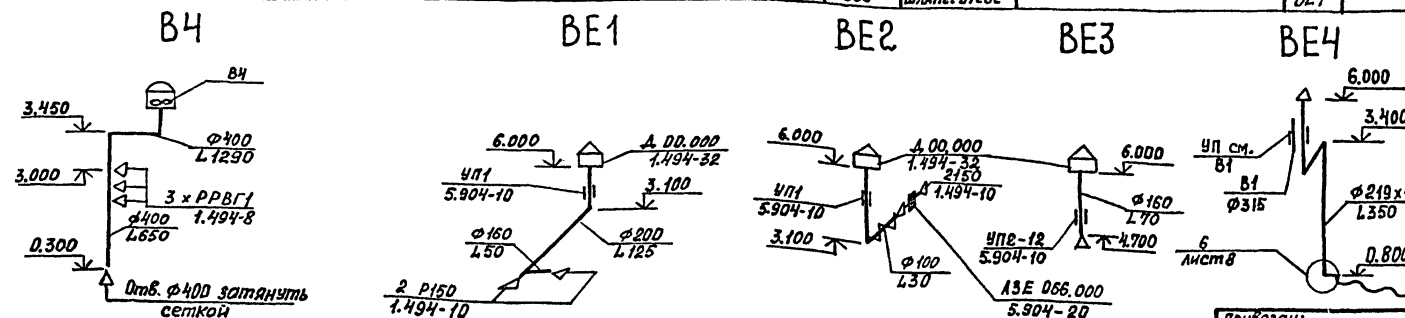 В4
В4
3.450
ф400
L1290
3.000
3 х РРВГ1
1.494-8
ф400
L650
0.300
Отв. ф400 затянуть
сеткой
ВЕ1
6.000
Д 00.000
1.494-32
УП1
5.904-10
3.100
ф160
L50
ф200
L125
2 Р150
1.494-10
ВЕ2
6.000
Д 00.000
1.494-32
2150
1.494-10
УП1
5.904-10
3.100
ф100
L30
АЗЕ 066.000
5.904-20
ВЕ3
6.000
ф160
L70
УП2-12
5.904-10
4.700
ВЕ4
6.000
3.400
УП см.
В1
В1
ф315
ф219х
L350
6
лист 8
0.800